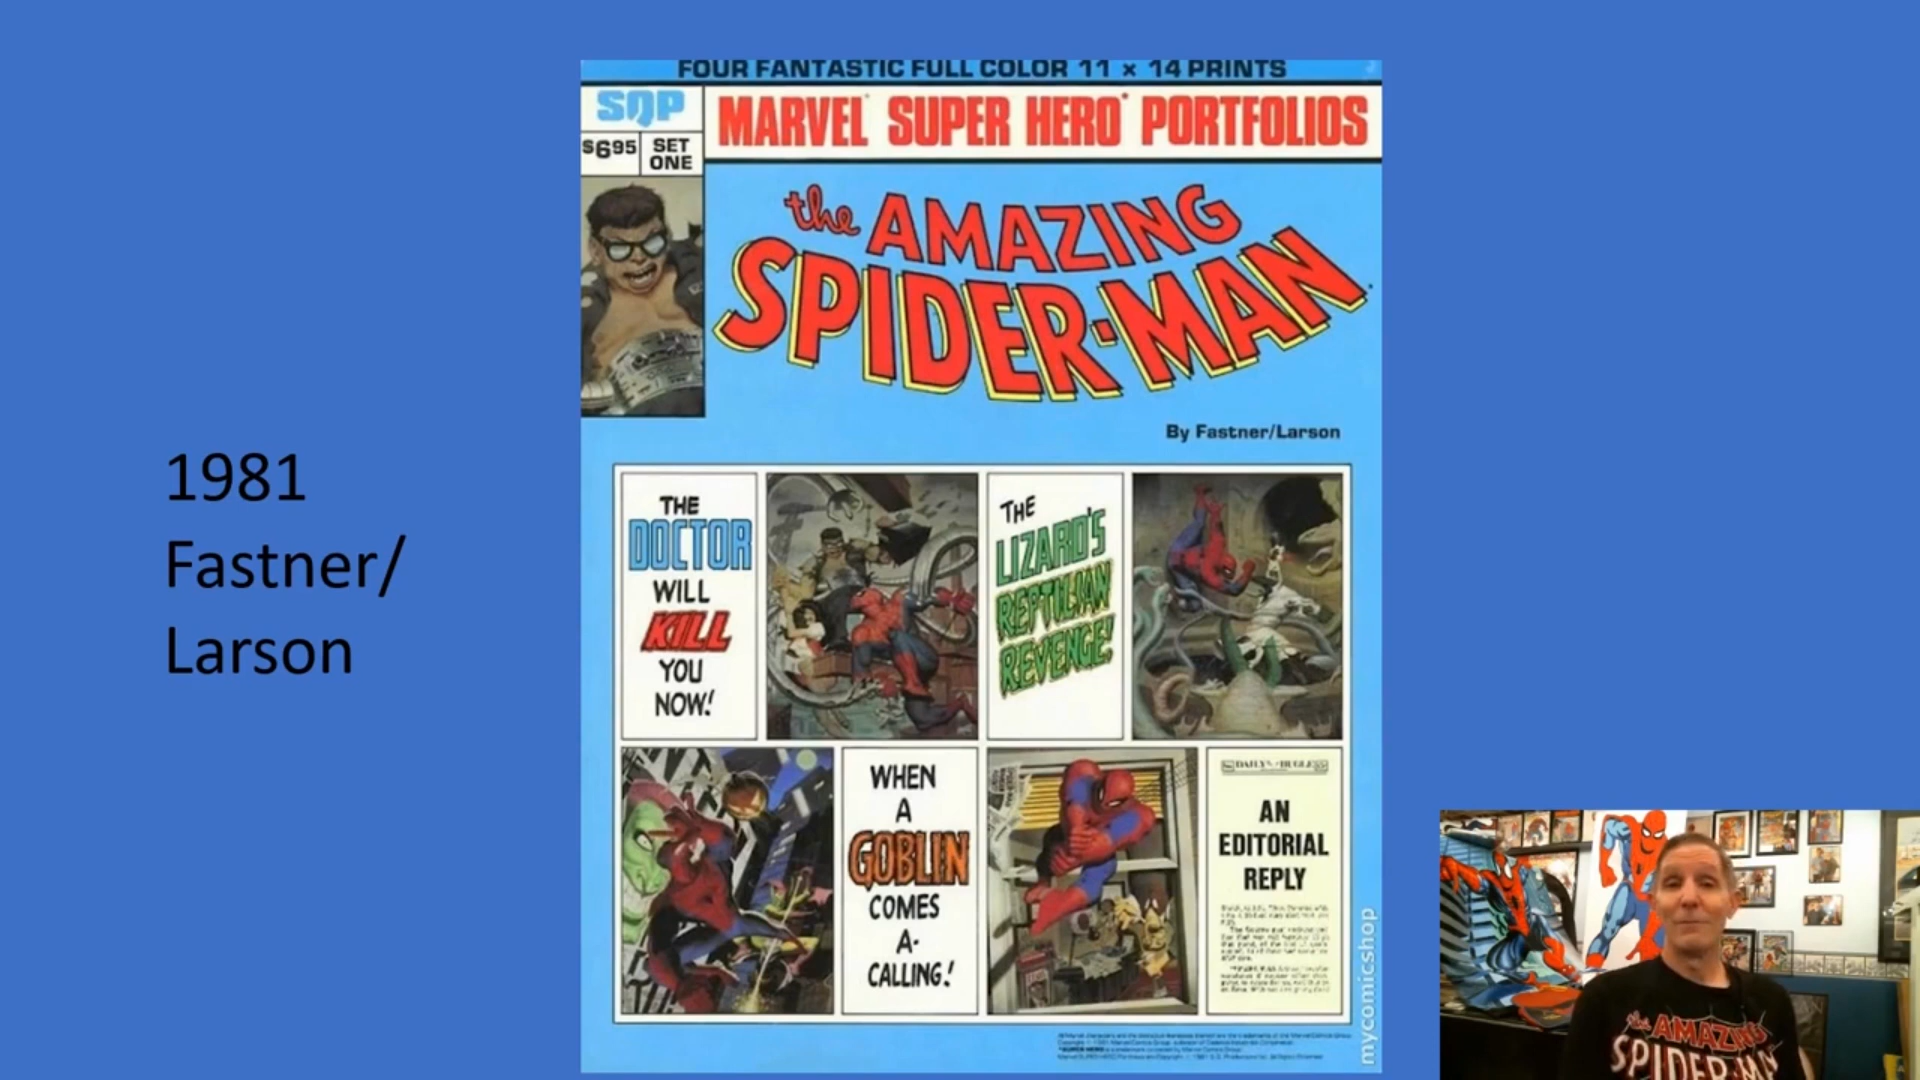 FOUR FANTASTIC FULL COLOR 11 x 14 PRINTS
SQP
MARVEL SUPER HERO PORTFOLIOS
$6.95
SET
ONE
the AMAZING
SPIDER-MAN
By Fastner/Larson
1981
Fastner/
Larson
THE
DOCTOR
WILL
KILL
YOU
NOW!
THE
LIZARD'S
REPTILIAN
REVENGE!
WHEN
A
GOBLIN
COMES
A-
CALLING!
DAILY BUGLE
AN
EDITORIAL
REPLY
mycomicshop
the AMAZING
SPIDER-MAN